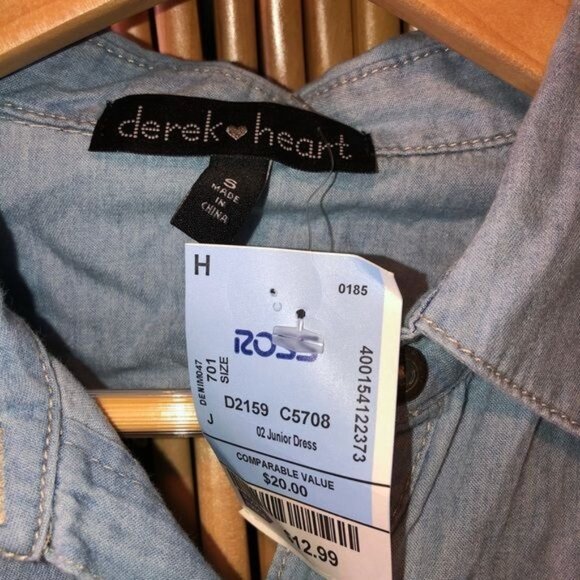 derek heart
S
MADE
IN
CHINA
H
0185
ROSS
DENIM047
701
SIZE
J
D2159 C5708
02 Junior Dress
400154122373
COMPARABLE VALUE
$20.00
$12.99